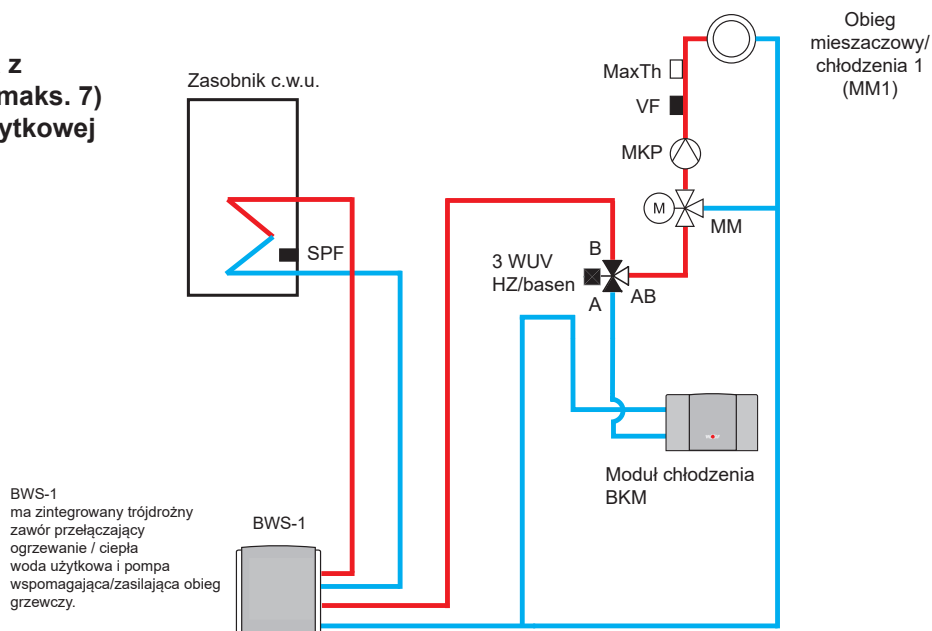 z
maks. 7)
ytkowej
Zasobnik c.w.u.
SPF
Obieg
mieszaczowy/
chłodzenia 1
(MM1)
MaxTh
VF
MKP
M
MM
B
3 WUV
HZ/basen
A
AB
Moduł chłodzenia
BKM
BWS-1
ma zintegrowany trójdrożny
zawór przełączający
ogrzewanie / ciepła
woda użytkowa i pompa
wspomagająca/zasilająca obieg
grzewczy.
BWS-1